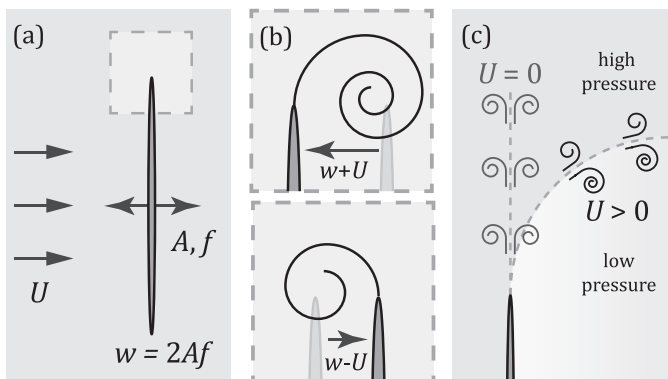 (a)
U
A, f
w = 2Af
(b)
w+U
w-U
(c)
U = 0
high
pressure
U > 0
low
pressure